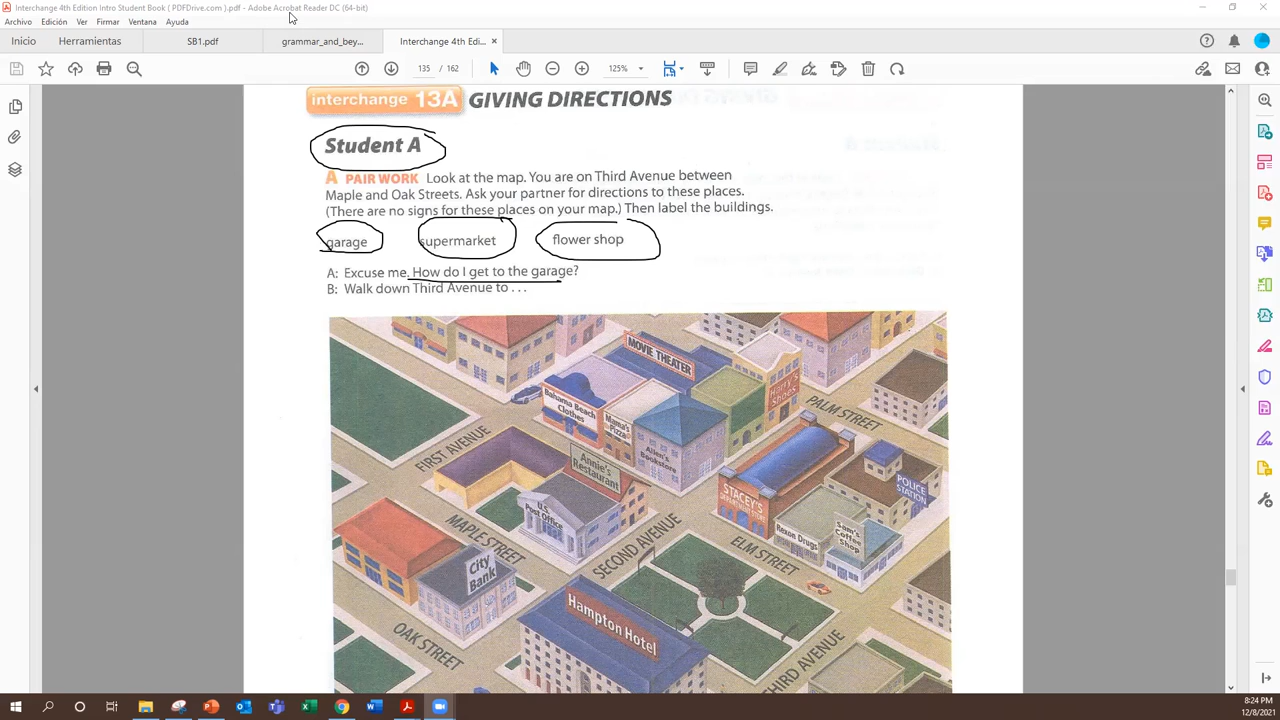 Interchange 4th Edition Intro Student Book ( PDFDrive.com ).pdf - Adobe Acrobat Reader DC (64-bit)
Archivo Edición Ver Firmar Ventana Ayuda
Inicio Herramientas SB1.pdf grammar_and_bey... Interchange 4th Edi...
135 / 162 125%
interchange 13A GIVING DIRECTIONS
Student A
A PAIR WORK Look at the map. You are on Third Avenue between
Maple and Oak Streets. Ask your partner for directions to these places.
(There are no signs for these places on your map.) Then label the buildings.
garage supermarket flower shop
A: Excuse me. How do I get to the garage?
B: Walk down Third Avenue to . . .
MOVIE THEATER
Bahama Beach
Clothes
Harry's
Shoes
Mama's
Pizza
PALM STREET
Allen's
Bookstore
FIRST AVENUE
Annie's
Restaurant
POLICE
STATION
STACEY'S
DEPARTMENT STORE
U.S.
Post Office
Rexon Drugs
Sam's
Coffee
Shop
MAPLE STREET
SECOND AVENUE
ELM STREET
City
Bank
Hampton Hotel
OAK STREET
THIRD AVENUE
8:24 PM
12/8/2021